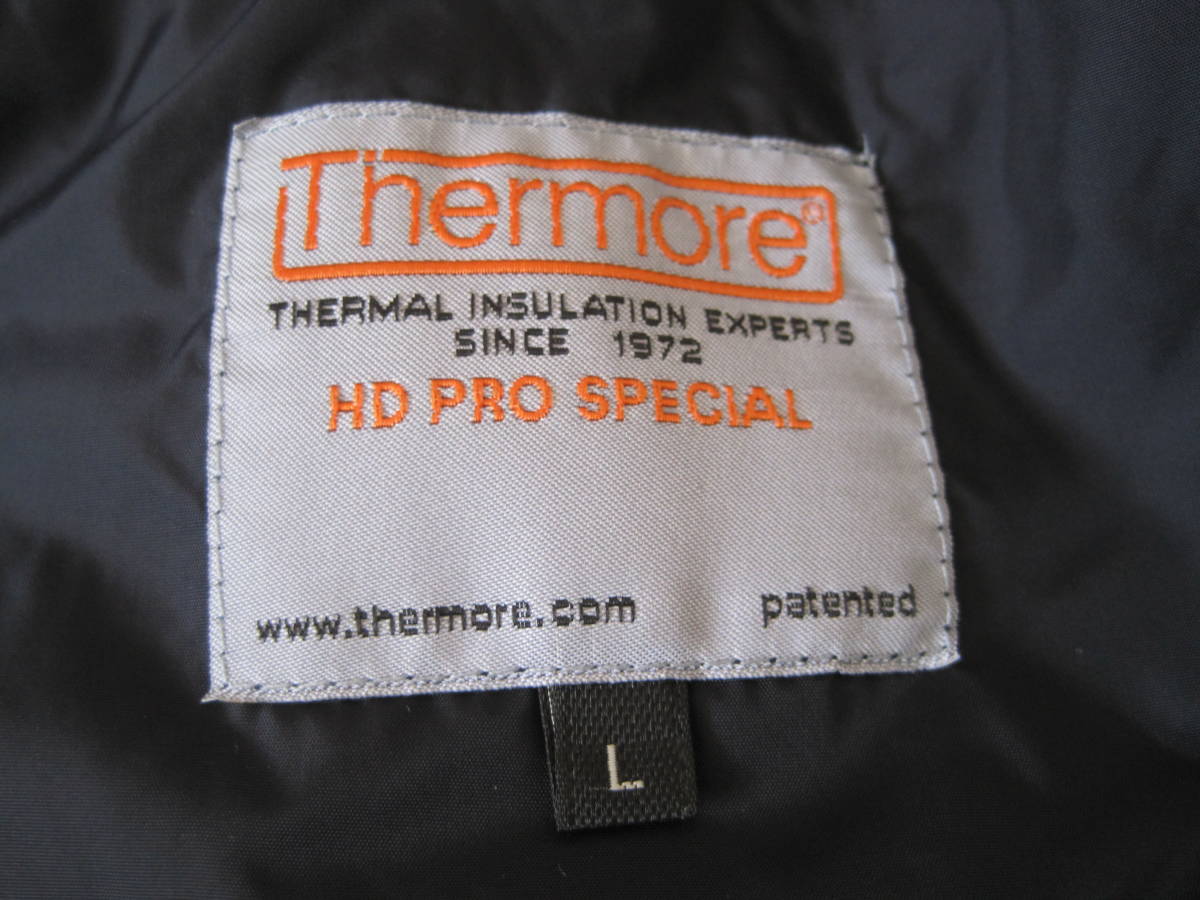 Thermore®
THERMAL INSULATION EXPERTS
SINCE 1972
HD PRO SPECIAL
www.thermore.com patented
L